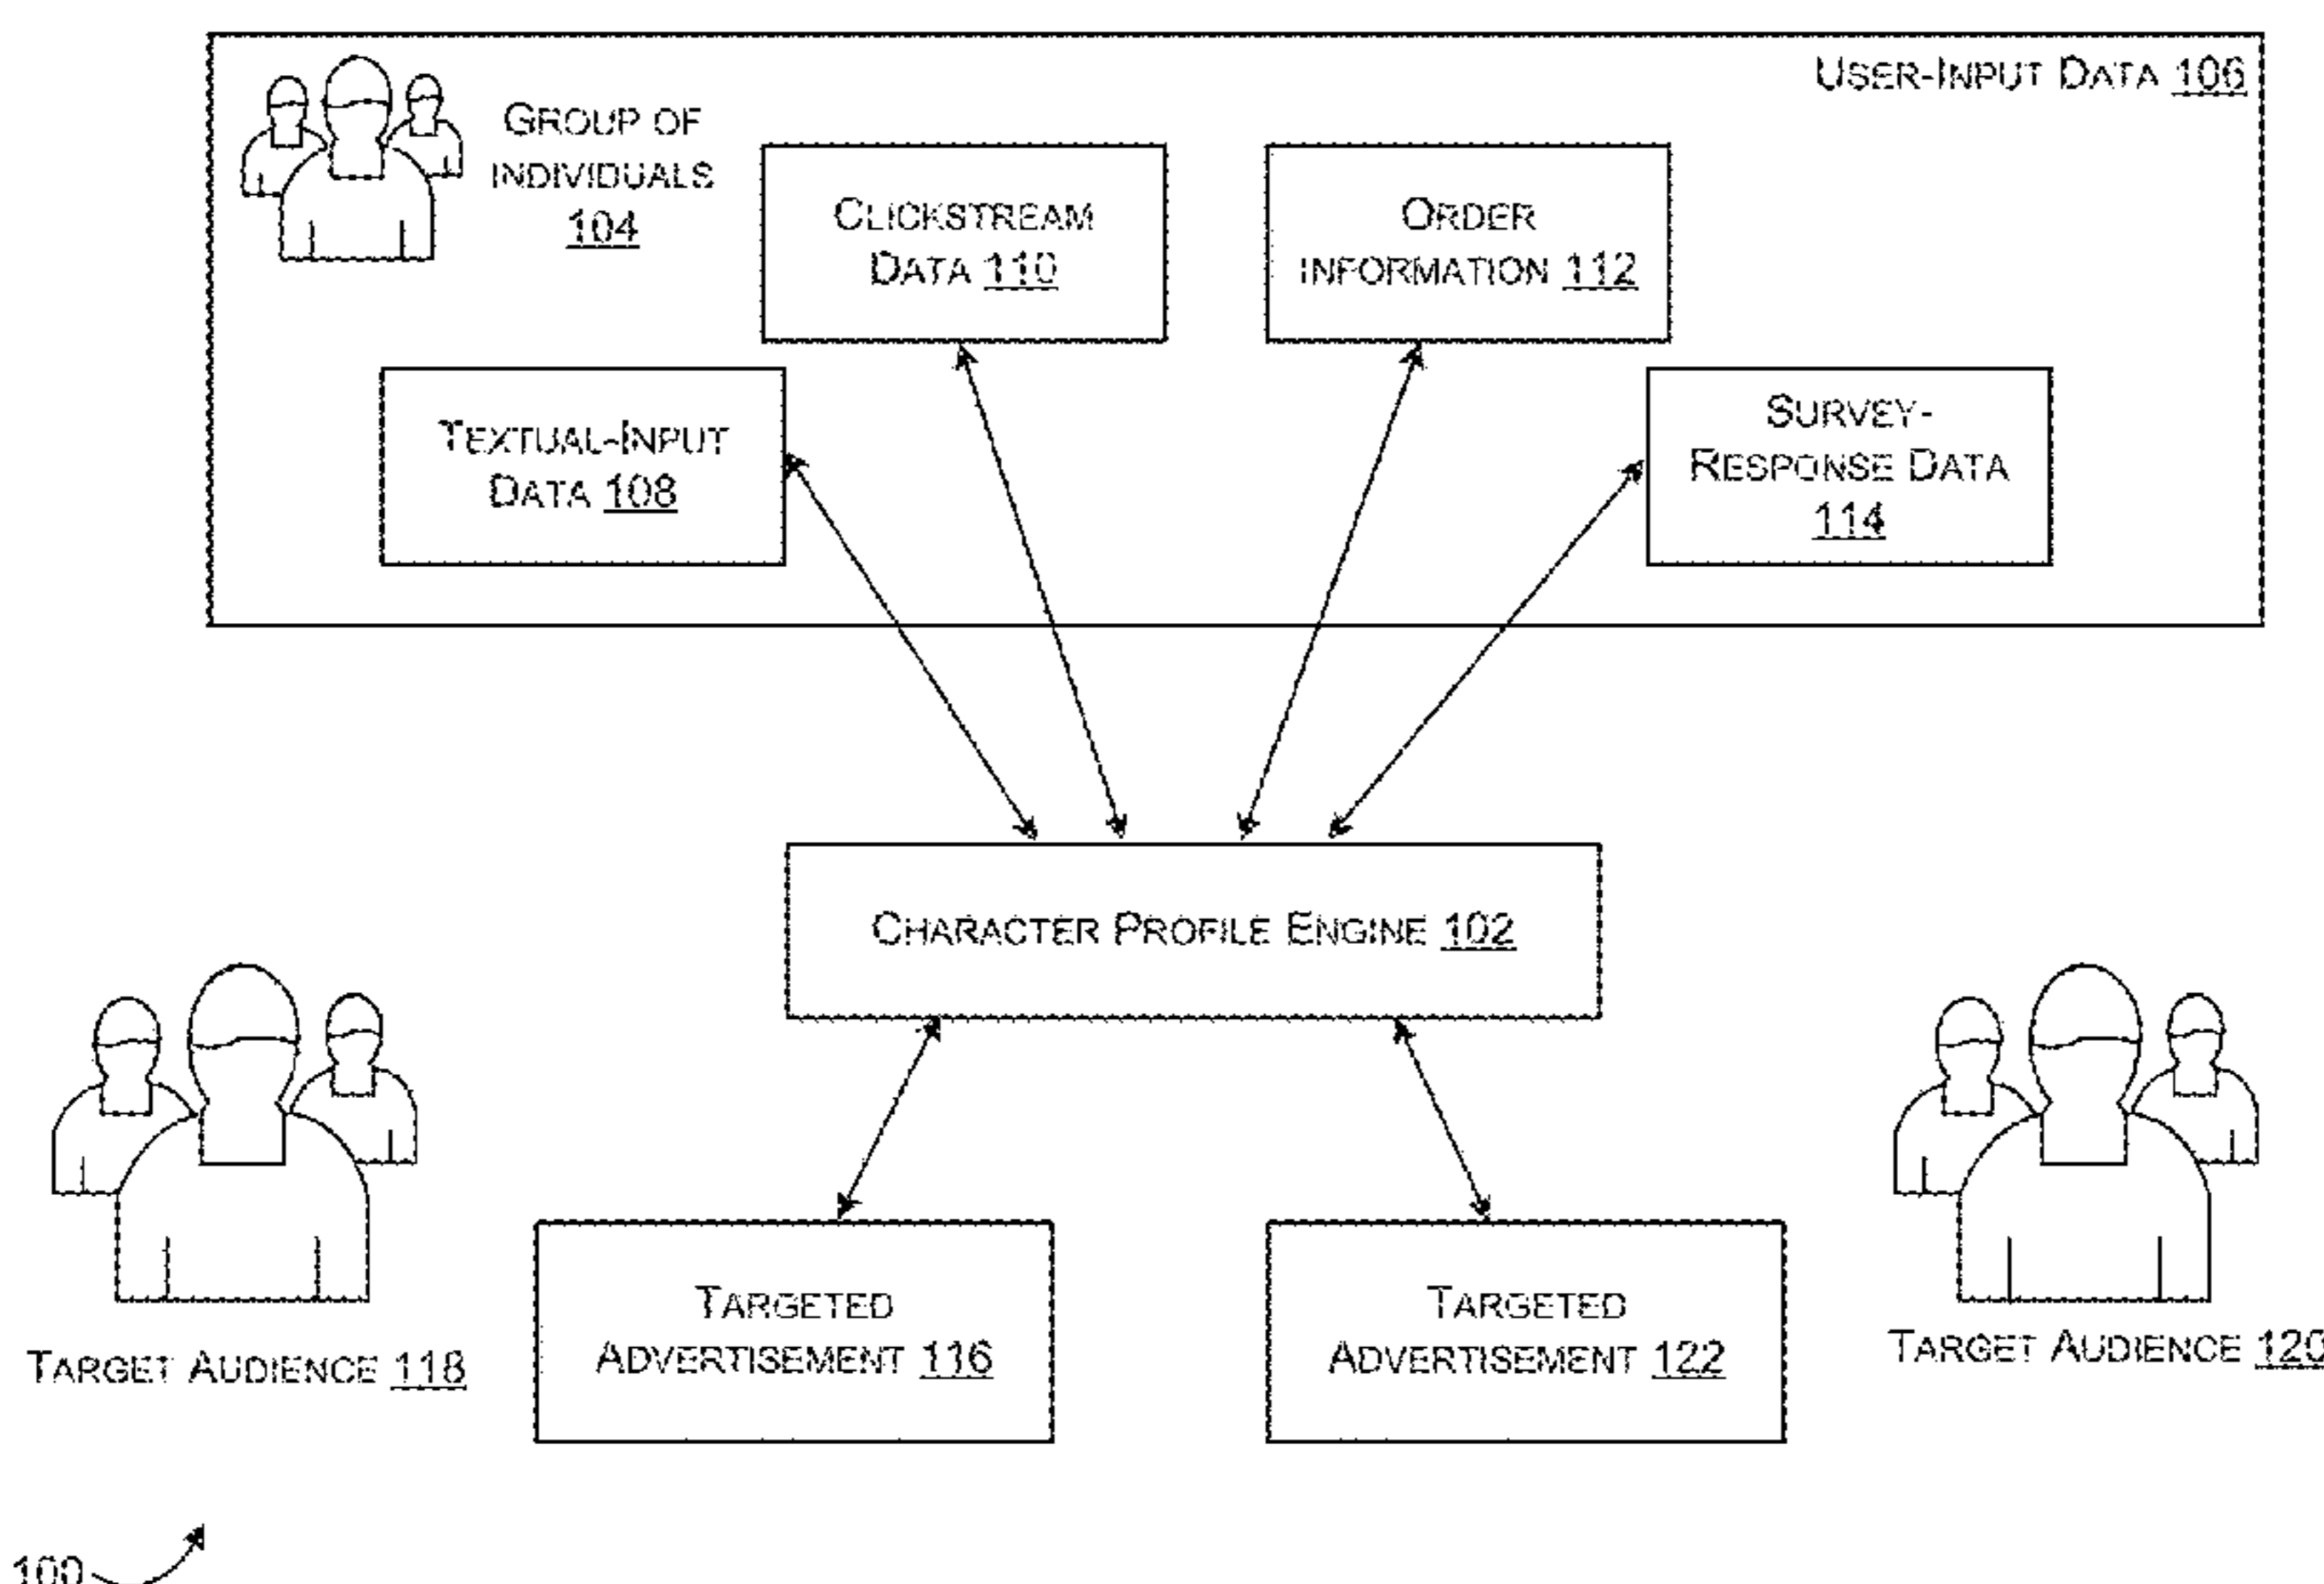 USER-INPUT DATA 106
GROUP OF
INDIVIDUALS
104
CLICKSTREAM
DATA 110
ORDER
INFORMATION 112
TEXTUAL-INPUT
DATA 108
SURVEY-
RESPONSE DATA
114
CHARACTER PROFILE ENGINE 102
TARGET AUDIENCE 118
TARGETED
ADVERTISEMENT 116
TARGETED
ADVERTISEMENT 122
TARGET AUDIENCE 120
100